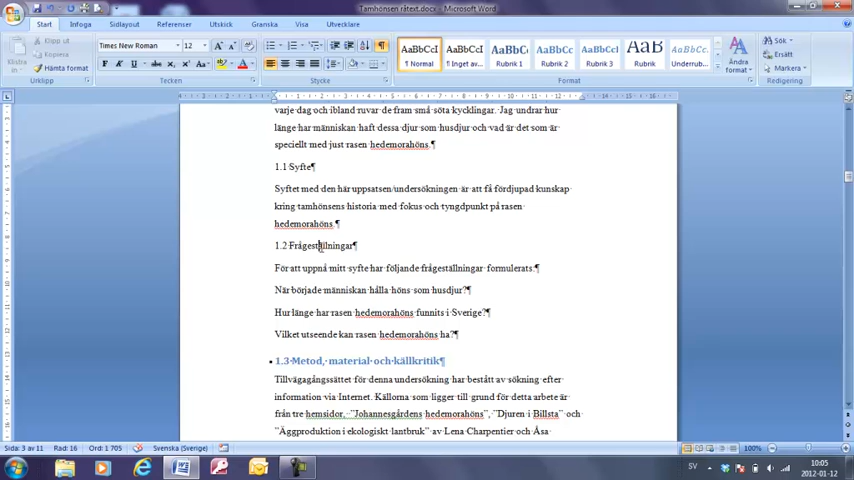 Tamhönsen råtext.docx - Microsoft Word
Start Infoga Sidlayout Referenser Utskick Granska Visa Utvecklare
Klipp ut
Kopiera
Klistra in
Hämta format
Urklipp
Times New Roman 12
Tecken
Stycke
AaBbCcI AaBbCcI AaBbC AaBbCc AaBbCcI AaB AaBbCcI
¶ Normal ¶ Inget av... Rubrik 1 Rubrik 2 Rubrik 3 Rubrik Underrub...
Ändra format
Format
Sök
Ersätt
Markera
Redigering
varje dag och ibland ruvar de fram små söta kycklingar. Jag undrar hur
länge har människan haft dessa djur som husdjur och vad är det som är
speciellt med just rasen hedemorahöns.¶
1.1 Syfte¶
Syftet med den här uppsatsen/undersökningen är att få fördjupad kunskap
kring tamhönsens historia med fokus och tyngdpunkt på rasen
hedemorahöns.¶
1.2 Frågeställningar¶
För att uppnå mitt syfte har följande frågeställningar formulerats.¶
När började människan hålla höns som husdjur?¶
Hur länge har rasen hedemorahöns funnits i Sverige?¶
Vilket utseende kan rasen hedemorahöns ha?¶
1.3 Metod, material och källkritik¶
Tillvägagångssättet för denna undersökning har bestått av sökning efter
information via Internet. Källorna som ligger till grund för detta arbete är
från tre hemsidor, "Johannesgårdens hedemorahöns", "Djuren i Billsta" och
"Äggproduktion i ekologiskt lantbruk" av Lena Charpentier och Åsa
Sida: 3 av 11 Rad: 16 Ord: 1 705 Svenska (Sverige) 100%
SV 10:05
2012-01-12